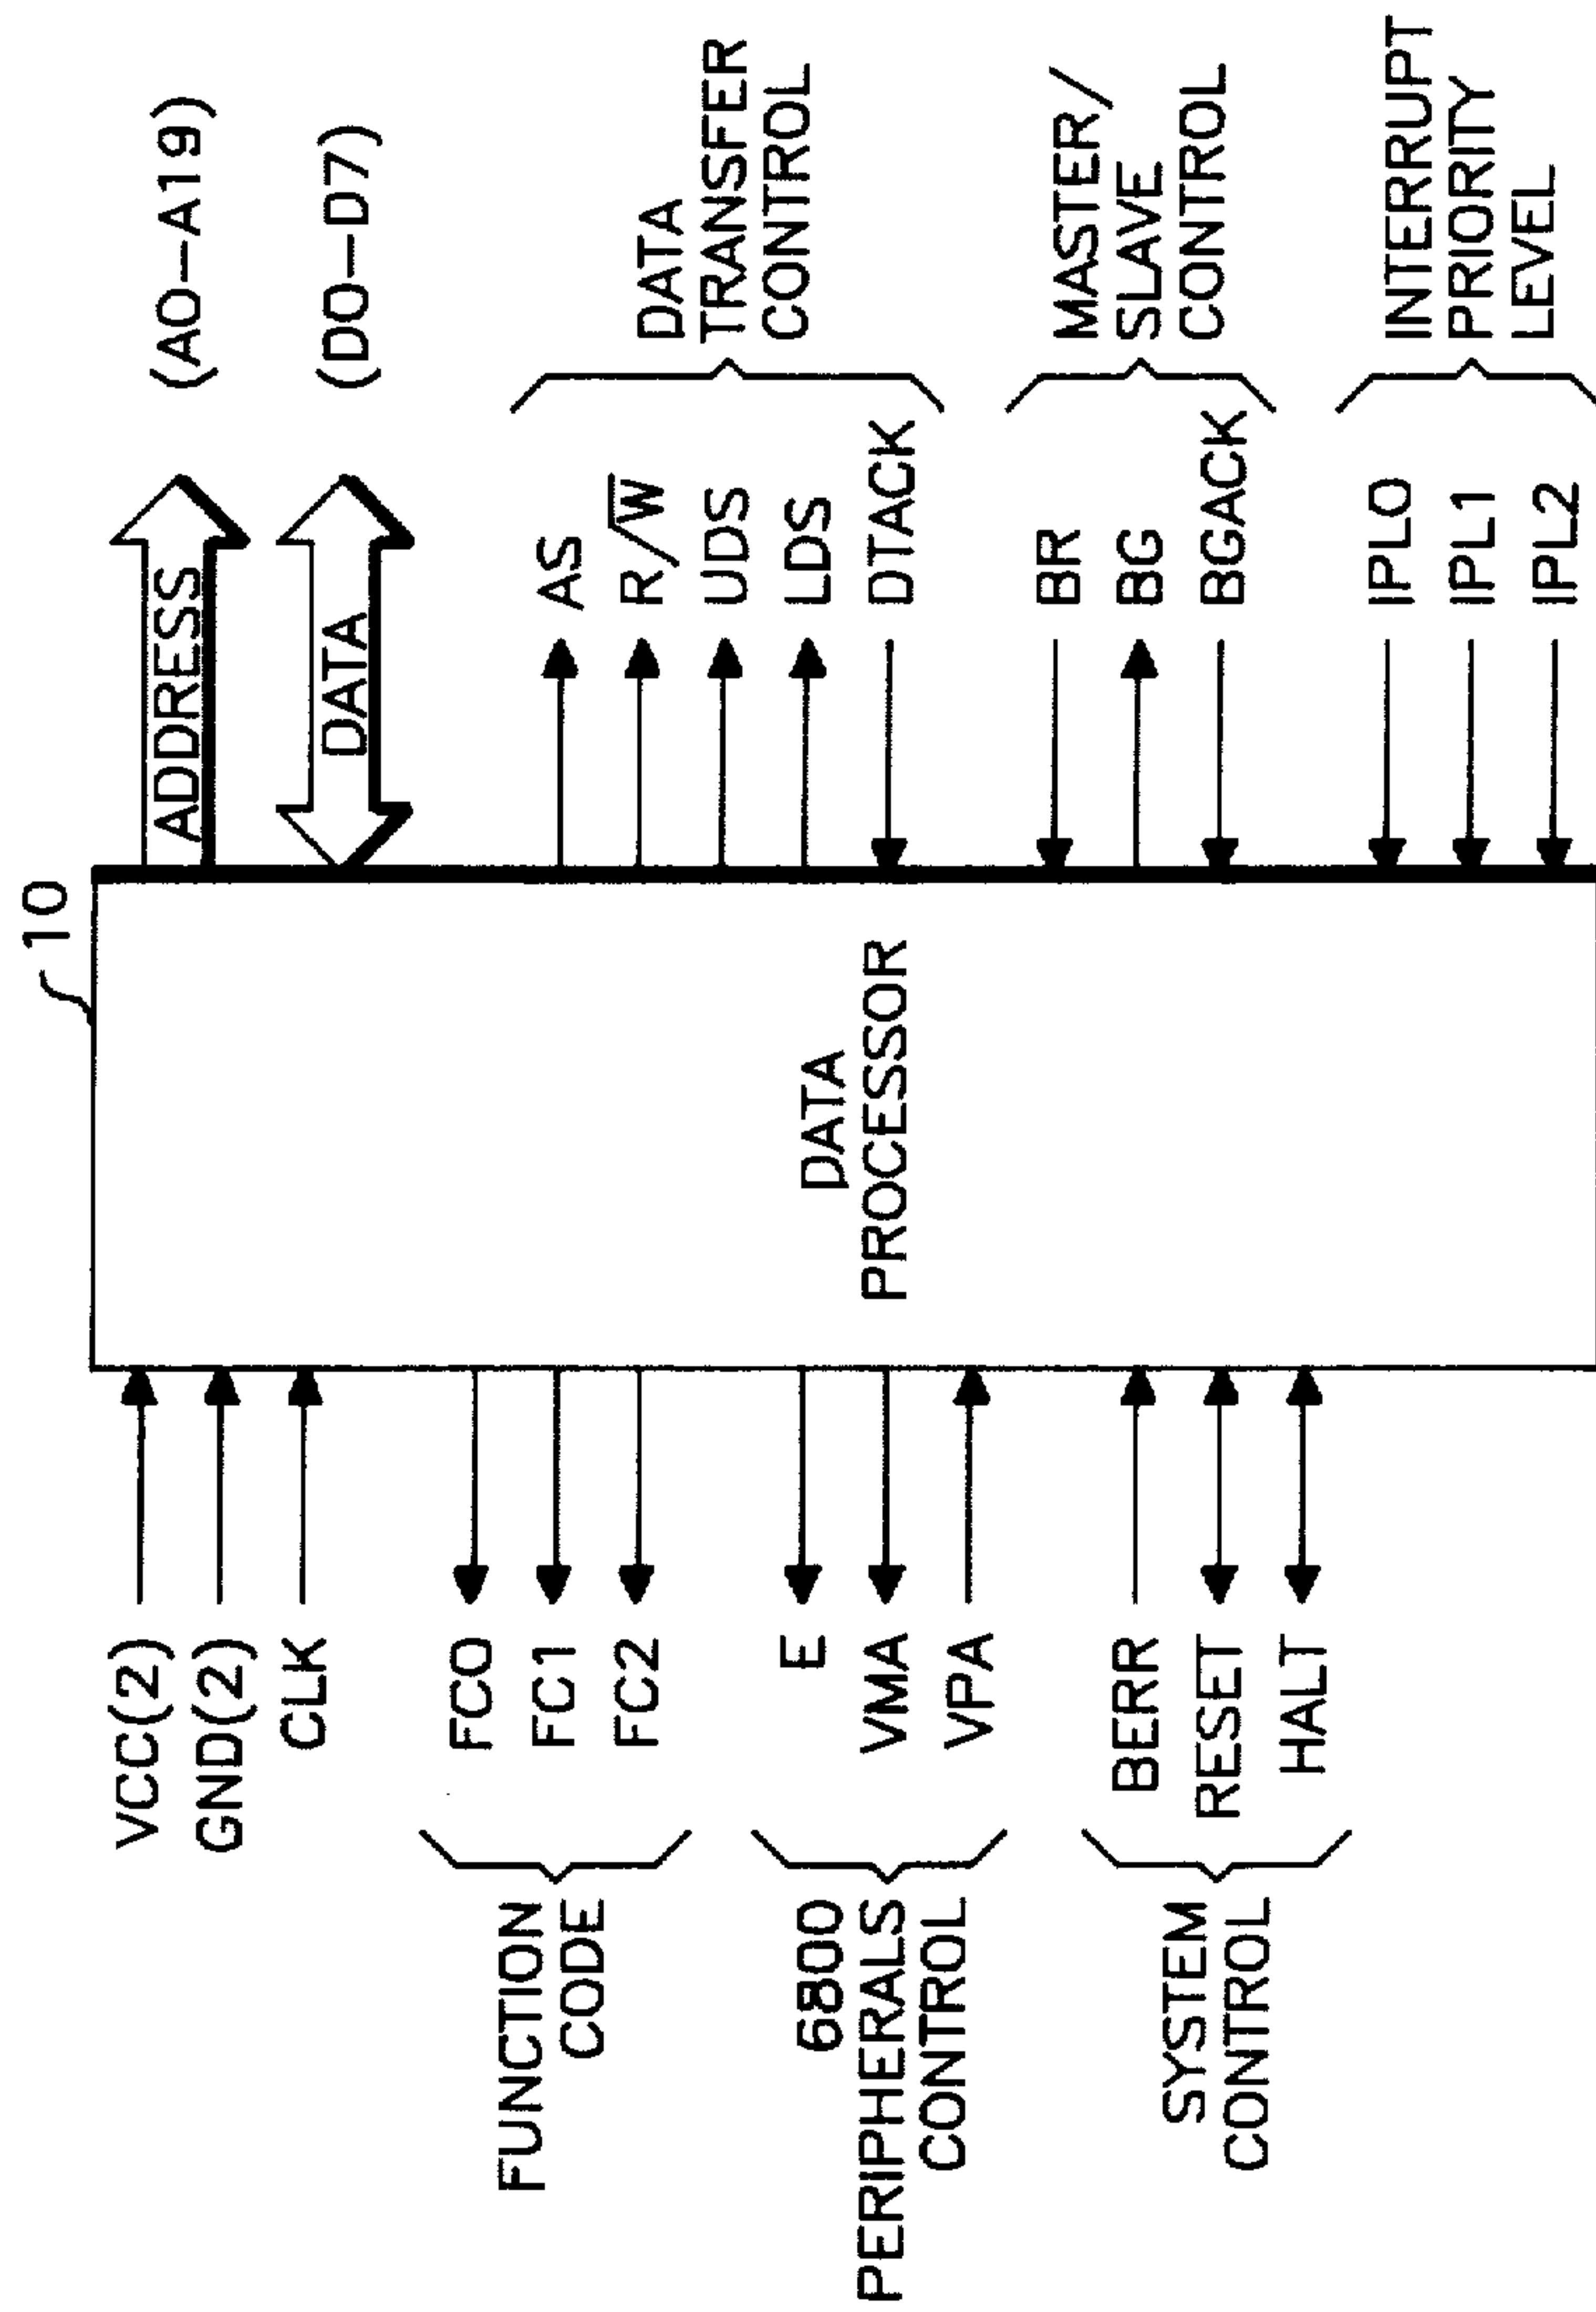 10
VCC(2)
GND(2)
CLK
FUNCTION
CODE
FC0
FC1
FC2
6800
PERIPHERALS
CONTROL
E
VMA
VPA
SYSTEM
CONTROL
BERR
RESET
HALT
DATA
PROCESSOR
ADDRESS
(A0-A19)
DATA
(D0-D7)
AS
R/W̅
UDS
LDS
DTACK
DATA
TRANSFER
CONTROL
BR
BG
BGACK
MASTER/
SLAVE
CONTROL
IPL0
IPL1
IPL2
INTERRUPT
PRIORITY
LEVEL